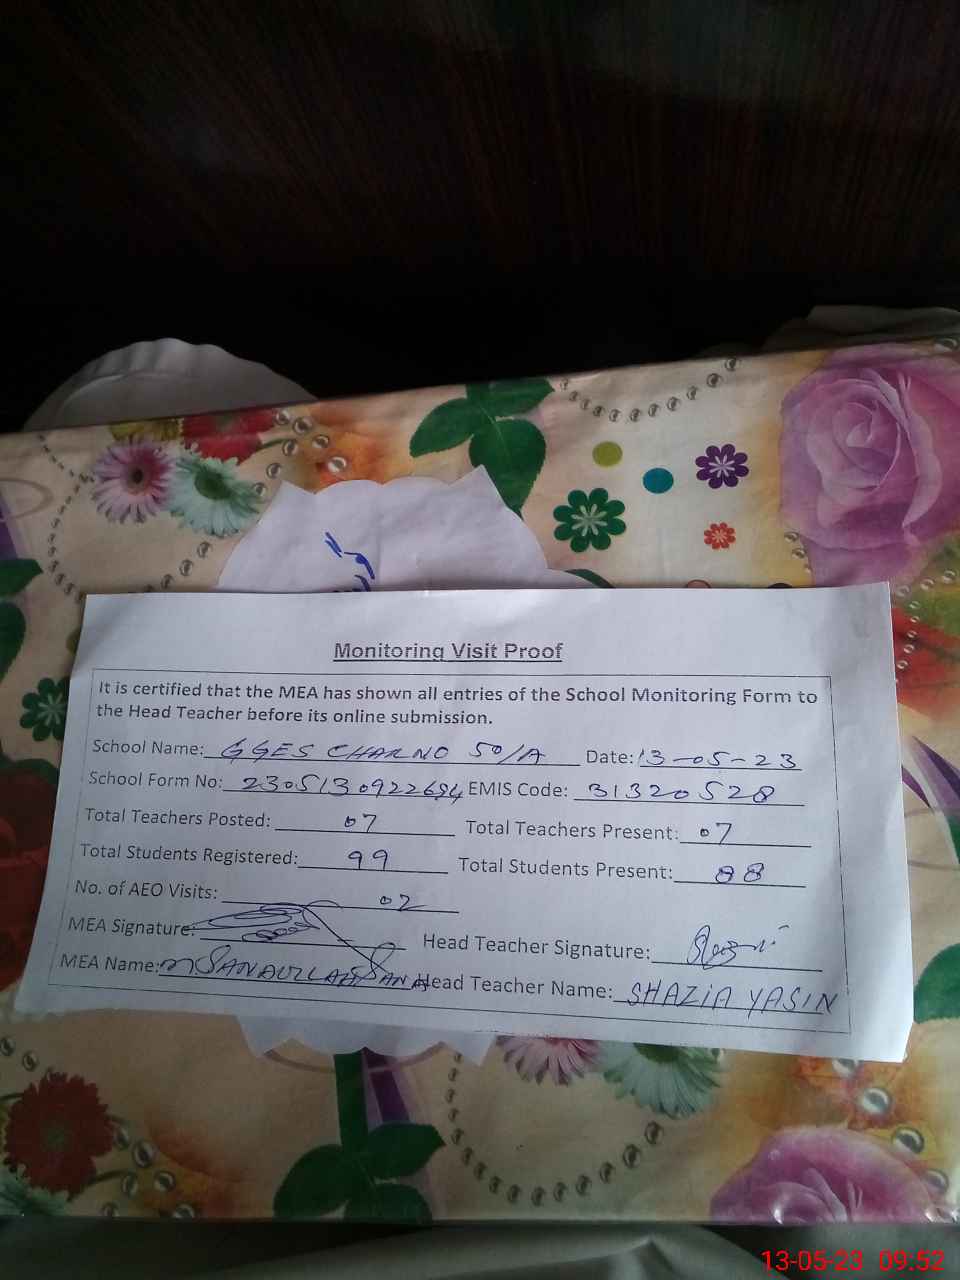 Monitoring Visit Proof
It is certified that the MEA has shown all entries of the School Monitoring Form to
the Head Teacher before its online submission.
School Name: GGES CHAK NO 50/A Date: 13-05-23
School Form No: 2305130922694 EMIS Code: 31320528
Total Teachers Posted: 07 Total Teachers Present: 07
Total Students Registered: 99 Total Students Present: 88
No. of AEO Visits: 02
MEA Signature: Head Teacher Signature:
MEA Name: M SANAULLAH SANA Head Teacher Name: SHAZIA YASIN
13-05-23 09:52